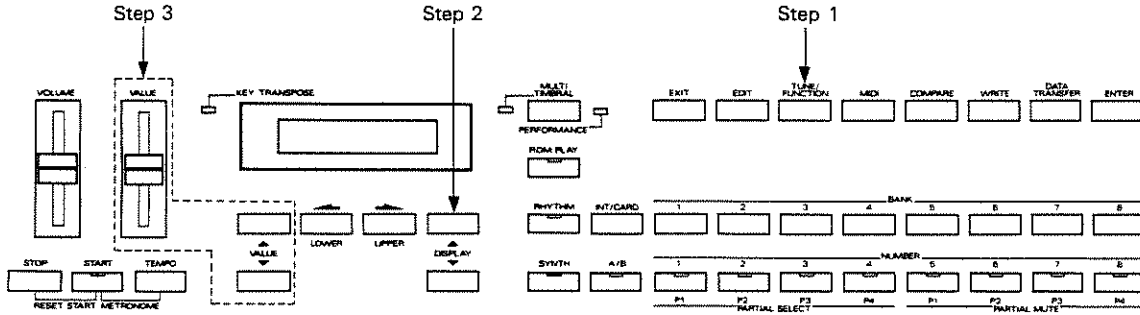 Step 3 Step 2 Step 1
VOLUME VALUE KEY TRANSPOSE MULTI TIMBRAL EXIT EDIT TUNE/FUNCTION MIDI COMPARE WRITE DATA TRANSFER ENTER
PERFORMANCE
ROM PLAY
BANK
RHYTHM INT/CARD 1 2 3 4 5 6 7 8
LOWER UPPER
VALUE DISPLAY
NUMBER
STOP START TEMPO SYNTH A/B 1 2 3 4 5 6 7 8
RESET START METRONOME P1 P2 P3 P4 P1 P2 P3 P4
PARTIAL SELECT PARTIAL MUTE